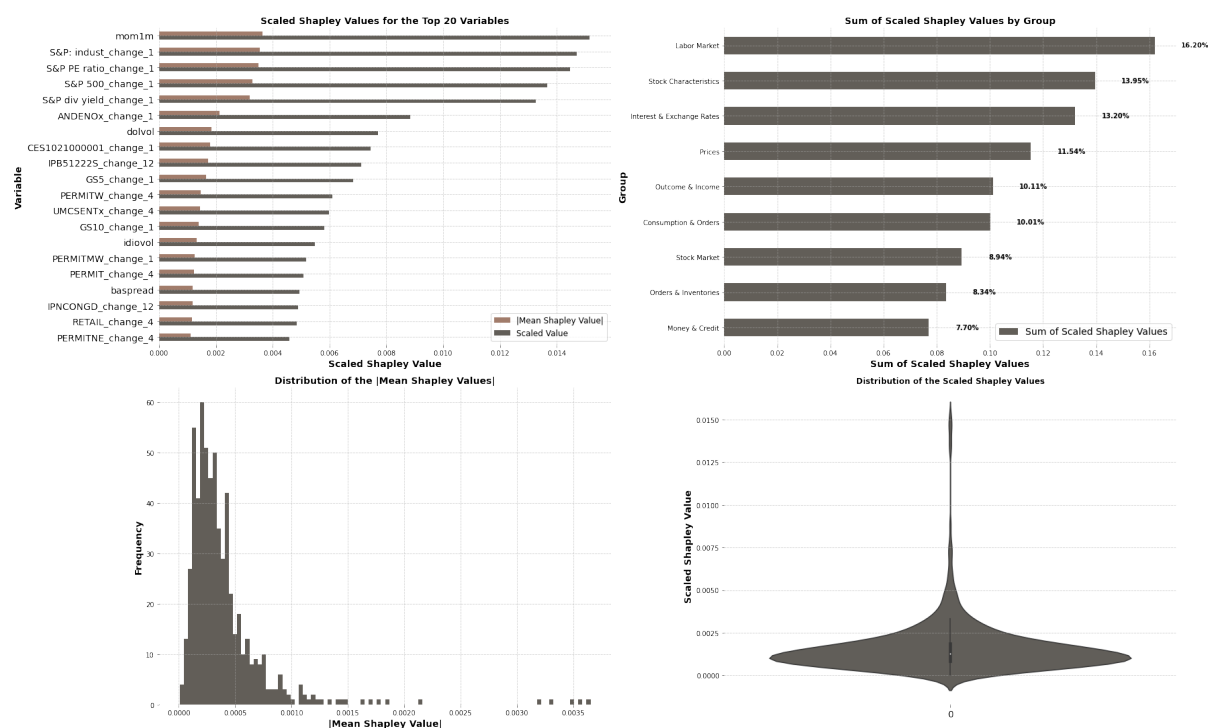 Scaled Shapley Values for the Top 20 Variables
Variable
mom1m
S&P: indust_change_1
S&P PE ratio_change_1
S&P 500_change_1
S&P div yield_change_1
ANDENOx_change_1
dolvol
CES1021000001_change_1
IPB51222S_change_12
GS5_change_1
PERMITW_change_4
UMCSENTx_change_4
GS10_change_1
idiovol
PERMITMW_change_1
PERMIT_change_4
baspread
IPNCONGD_change_12
RETAIL_change_4
PERMITNE_change_4
|Mean Shapley Value|
Scaled Value
0.000 0.002 0.004 0.006 0.008 0.010 0.012 0.014
Scaled Shapley Value
Sum of Scaled Shapley Values by Group
Group
Labor Market 16.20%
Stock Characteristics 13.95%
Interest & Exchange Rates 13.20%
Prices 11.54%
Outcome & Income 10.11%
Consumption & Orders 10.01%
Stock Market 8.94%
Orders & Inventories 8.34%
Money & Credit 7.70%
Sum of Scaled Shapley Values
0.00 0.02 0.04 0.06 0.08 0.10 0.12 0.14 0.16
Sum of Scaled Shapley Values
Distribution of the |Mean Shapley Values|
Frequency
60
50
40
30
20
10
0
0.0000 0.0005 0.0010 0.0015 0.0020 0.0025 0.0030 0.0035
|Mean Shapley Value|
Distribution of the Scaled Shapley Values
Scaled Shapley Value
0.0150
0.0125
0.0100
0.0075
0.0050
0.0025
0.0000
0